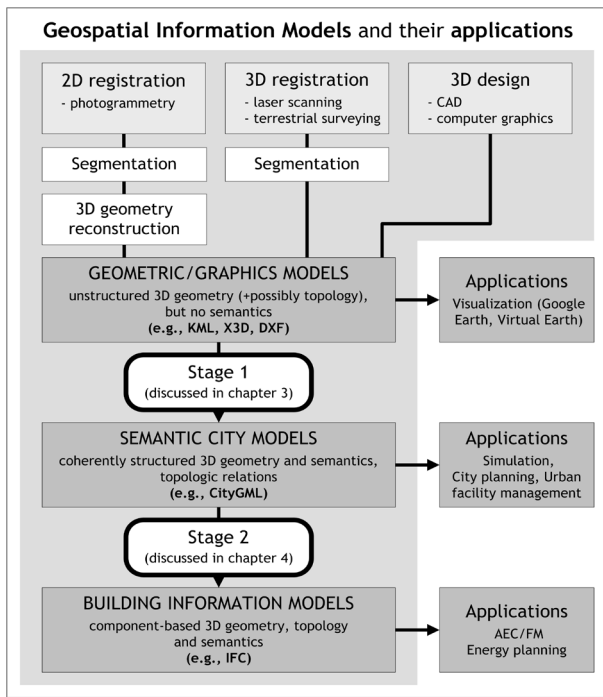 Geospatial Information Models and their applications
2D registration
- photogrammetry
3D registration
- laser scanning
- terrestrial surveying
3D design
- CAD
- computer graphics
Segmentation
Segmentation
3D geometry
reconstruction
GEOMETRIC/GRAPHICS MODELS
unstructured 3D geometry (+possibly topology),
but no semantics
(e.g., KML, X3D, DXF)
Applications
Visualization (Google
Earth, Virtual Earth)
Stage 1
(discussed in chapter 3)
SEMANTIC CITY MODELS
coherently structured 3D geometry and semantics,
topologic relations
(e.g., CityGML)
Applications
Simulation,
City planning, Urban
facility management
Stage 2
(discussed in chapter 4)
BUILDING INFORMATION MODELS
component-based 3D geometry, topology
and semantics
(e.g., IFC)
Applications
AEC/FM
Energy planning